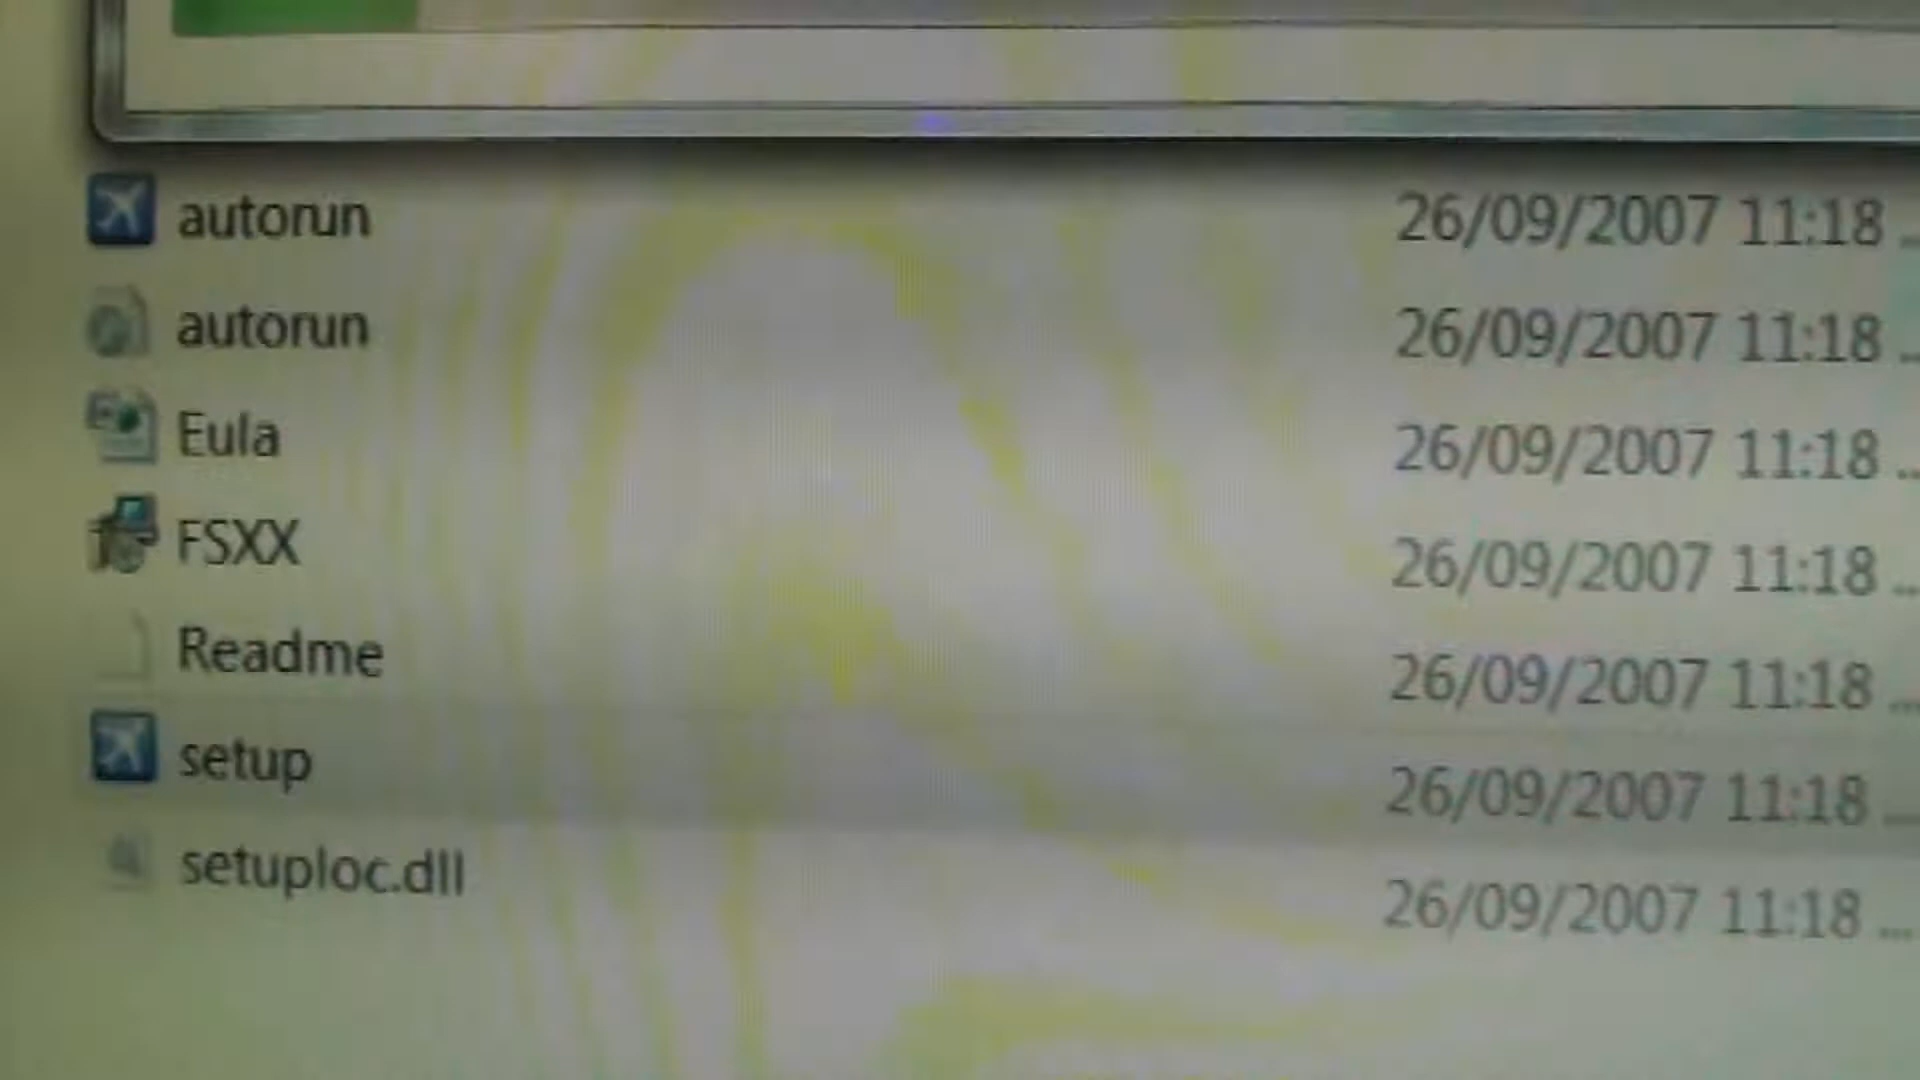 autorun 26/09/2007 11:18 ...
autorun 26/09/2007 11:18 ...
Eula 26/09/2007 11:18 ...
FSXX 26/09/2007 11:18 ...
Readme 26/09/2007 11:18 ...
setup 26/09/2007 11:18 ...
setuploc.dll 26/09/2007 11:18 ...